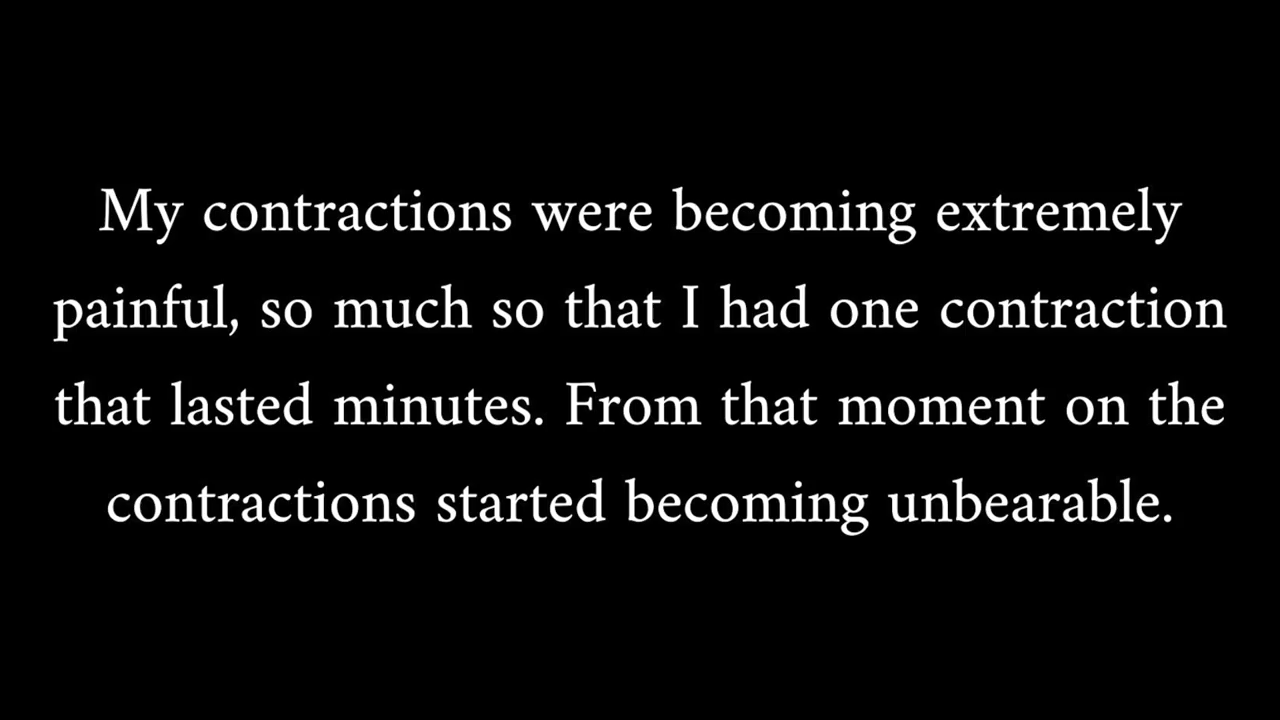 My contractions were becoming extremely
painful, so much so that I had one contraction
that lasted minutes. From that moment on the
contractions started becoming unbearable.